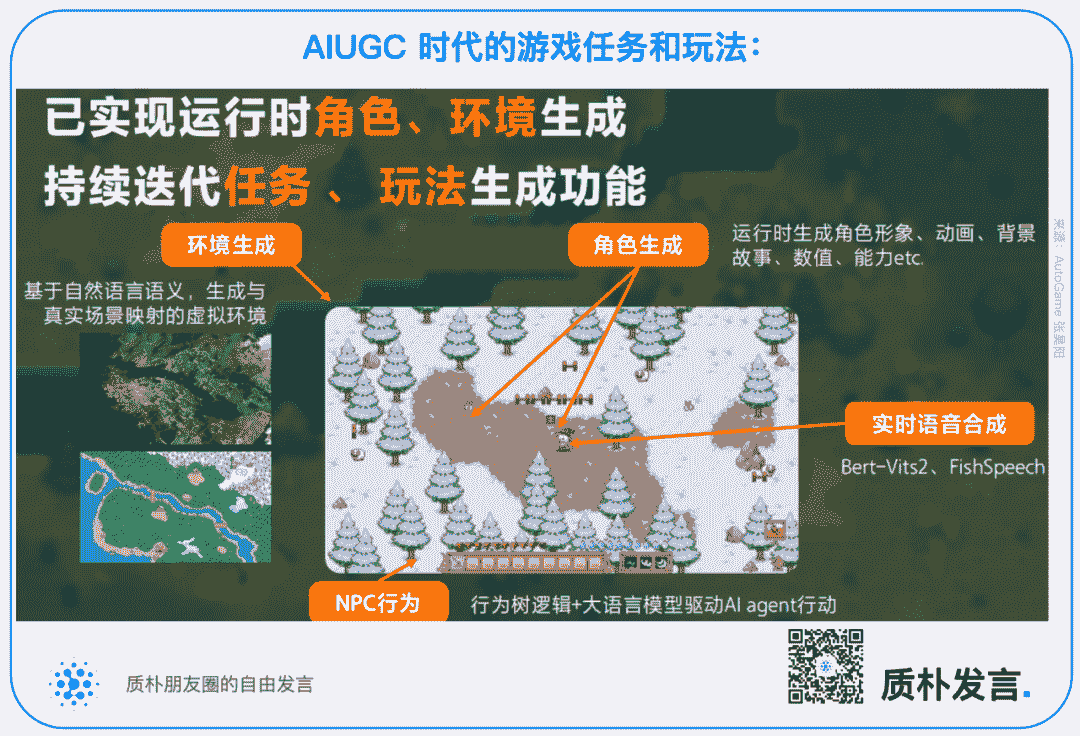 AIUGC 时代的游戏任务和玩法：
已实现运行时角色、环境生成
持续迭代任务、玩法生成功能
环境生成
基于自然语言语义，生成与
真实场景映射的虚拟环境
角色生成
运行时生成角色形象、动画、背景
故事、数值、能力etc.
来源：AutoGame 张昊阳
实时语音合成
Bert-Vits2、FishSpeech
NPC行为
行为树逻辑+大语言模型驱动AI agent行动
质朴朋友圈的自由发言
质朴发言.